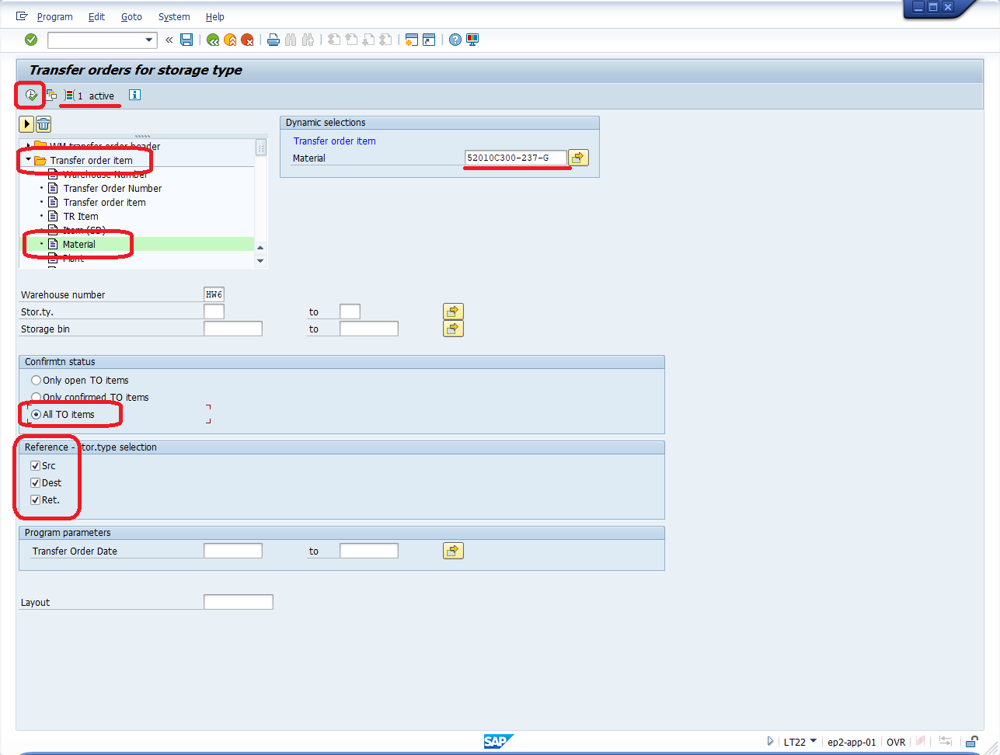 Program Edit Goto System Help
Transfer orders for storage type
1 active
WM transfer order header
Transfer order item
Warehouse Number
Transfer Order Number
Transfer order item
TR Item
Item (SD)
Material
Plant
Dynamic selections
Transfer order item
Material 52010C300-237-G
Warehouse number HW6
Stor.ty. to
Storage bin to
Confirmtn status
Only open TO items
Only confirmed TO items
All TO items
Reference - stor.type selection
Src
Dest
Ret.
Program parameters
Transfer Order Date to
Layout
SAP LT22 ep2-app-01 OVR